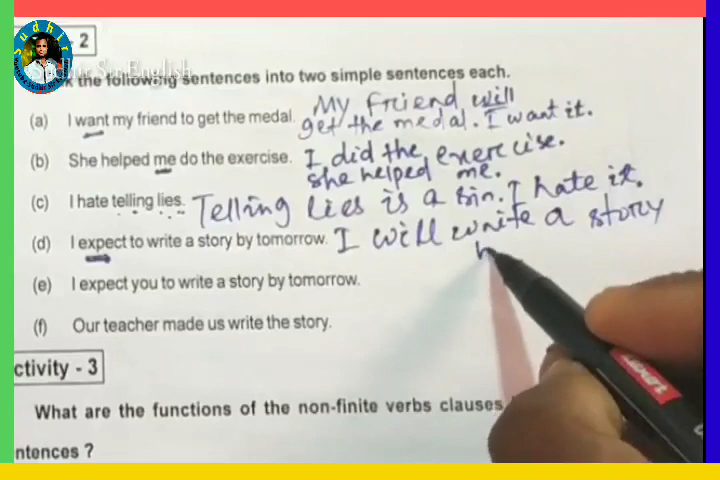 Sudhir
- 2
Sudhir Sir English
k the following sentences into two simple sentences each.
(a) I want my friend to get the medal. My friend will
get the medal. I want it.
(b) She helped me do the exercise. I did the exercise.
she helped me.
(c) I hate telling lies. Telling lies is a sin. I hate it.
(d) I expect to write a story by tomorrow. I will write a story
(e) I expect you to write a story by tomorrow.
(f) Our teacher made us write the story.
ctivity - 3
What are the functions of the non-finite verbs clauses
ntences ?